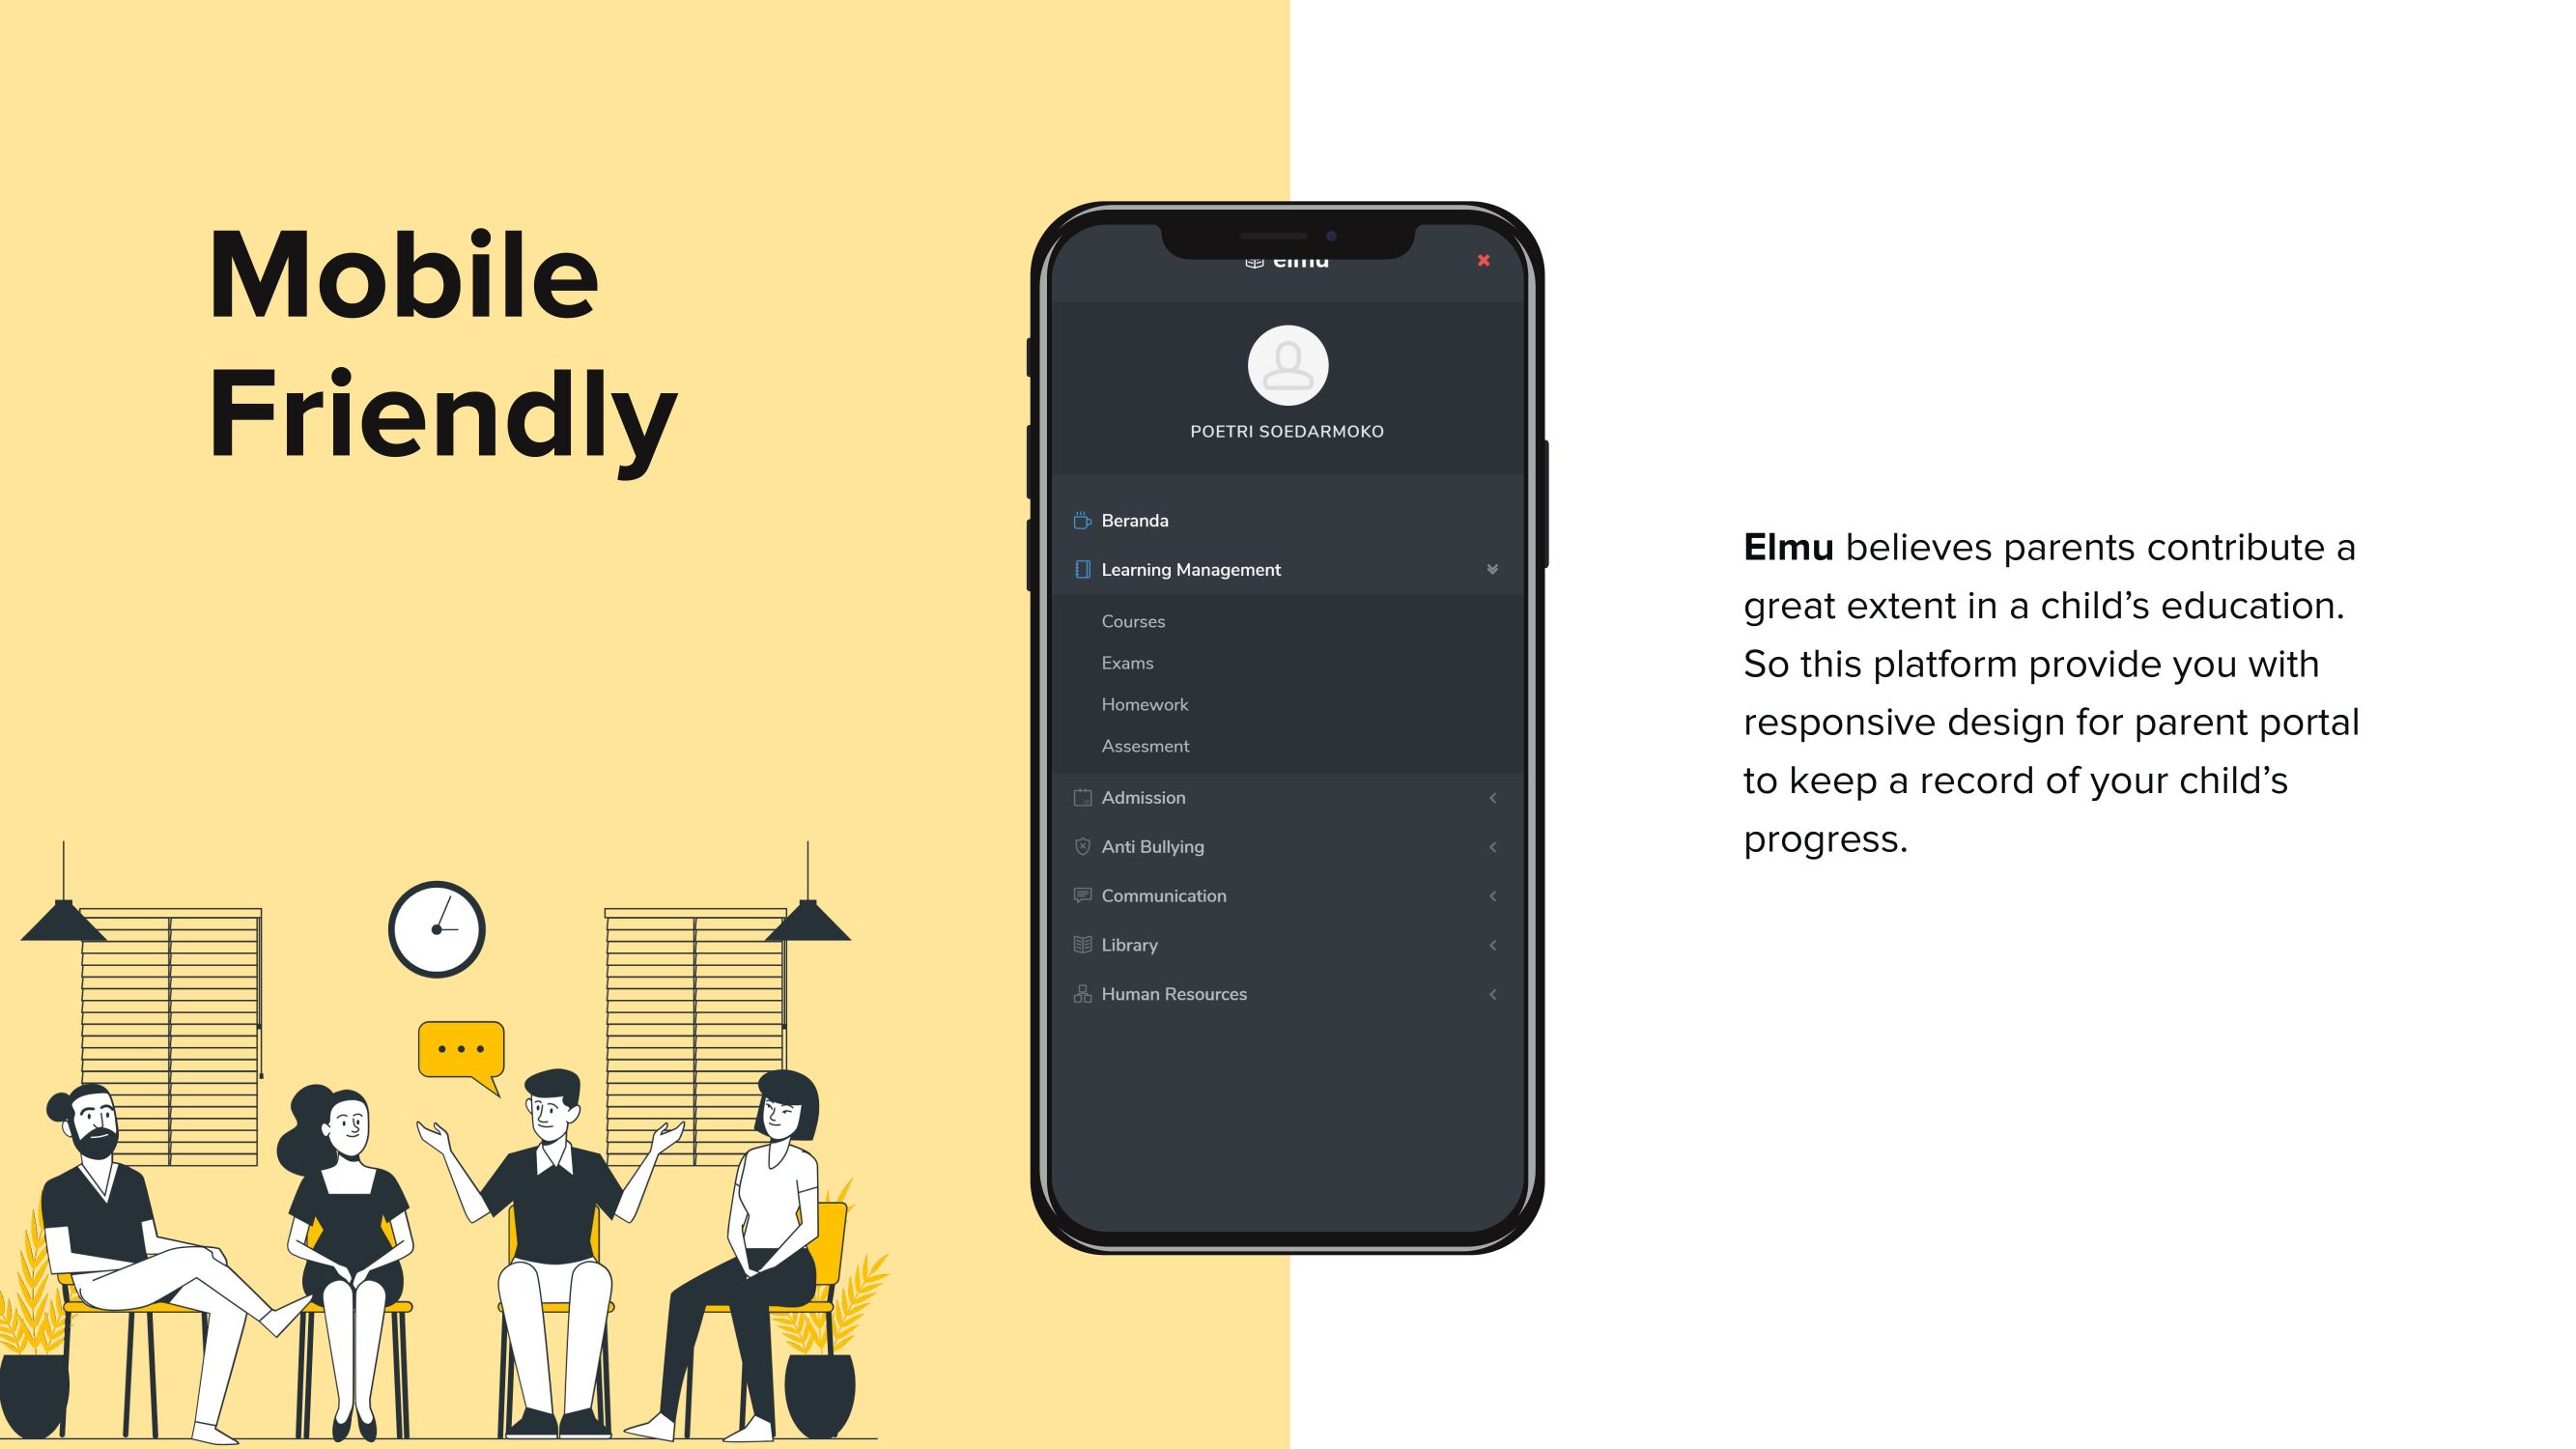 Mobile
Friendly
elmu
POETRI SOEDARMOKO
Beranda
Learning Management
Courses
Exams
Homework
Assesment
Admission
Anti Bullying
Communication
Library
Human Resources
Elmu believes parents contribute a
great extent in a child’s education.
So this platform provide you with
responsive design for parent portal
to keep a record of your child’s
progress.